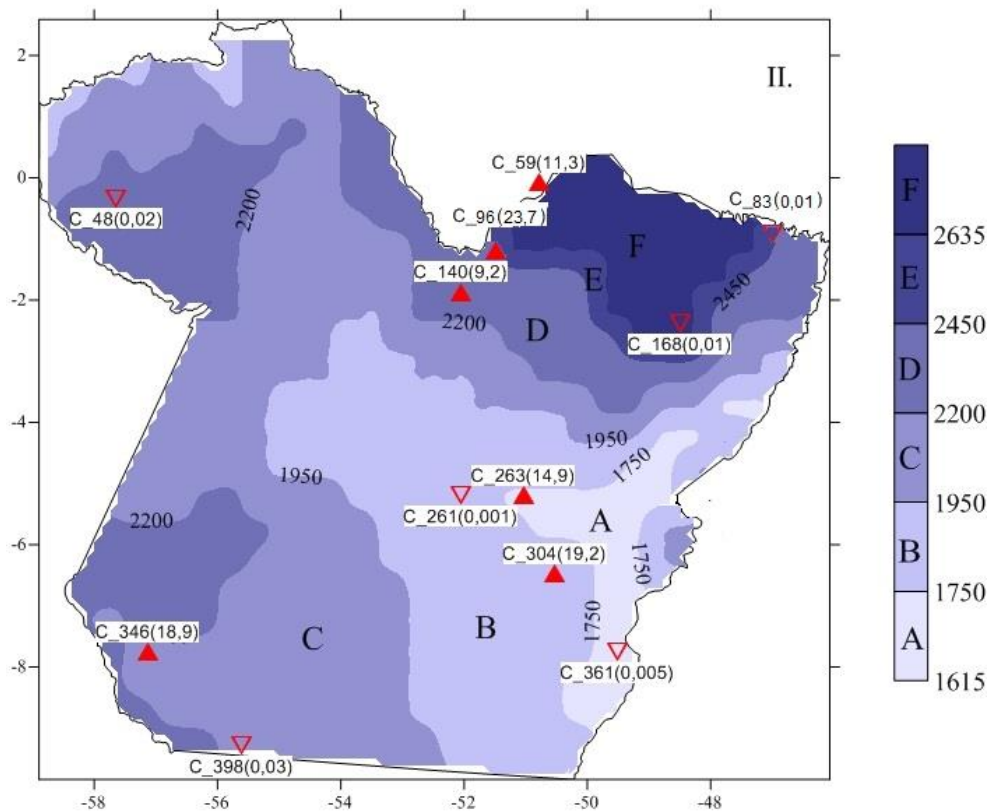 2
II.
C_59(11,3)
F
0
C_83(0,01)
2200
C_48(0,02)
C_96(23,7)
2635
F
E
C_140(9,2)
E
2450
-2
2450
2200
D
C_168(0,01)
D
2200
-4
1950
1750
C
1950
C_263(14,9)
1950
C_261(0,001)
A
2200
B
-6
C_304(19,2)
1750
1750
1750
C_346(18,9)
C
B
A
C_361(0,005)
-8
1615
C_398(0,03)
-58
-56
-54
-52
-50
-48